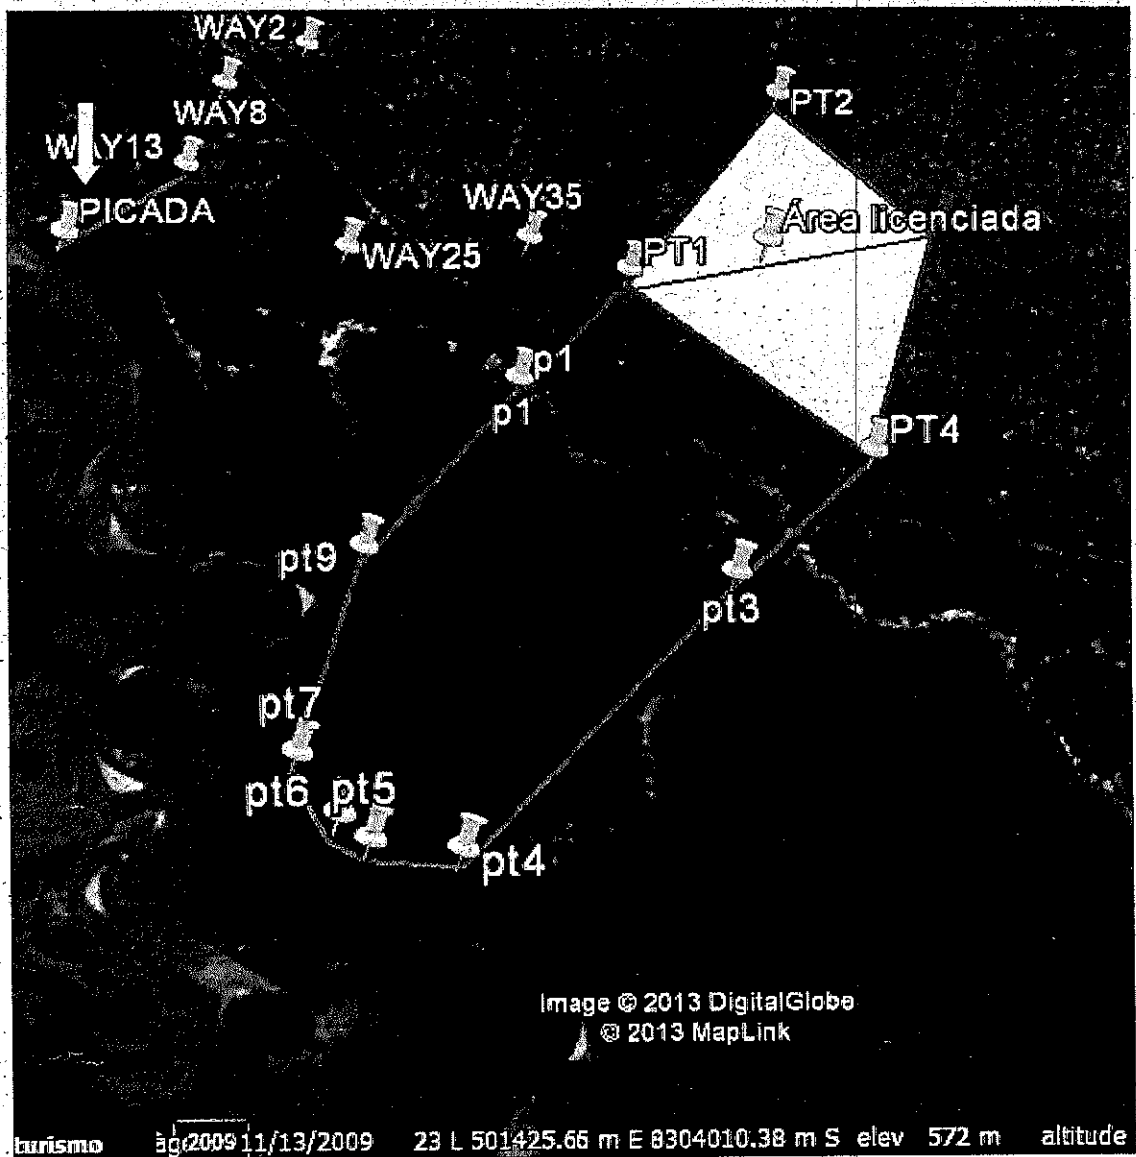 WAY2
PT2
WAY8
WAY13
PICADA
WAY35
Área licenciada
WAY25
PT1
p1
p1
PT4
pt9
pt3
pt7
pt6
pt5
pt4
Image © 2013 DigitalGlobe
© 2013 MapLink
turismo 2009 11/13/2009 23 L 501425.66 m E 8304010.38 m S elev 572 m altitude